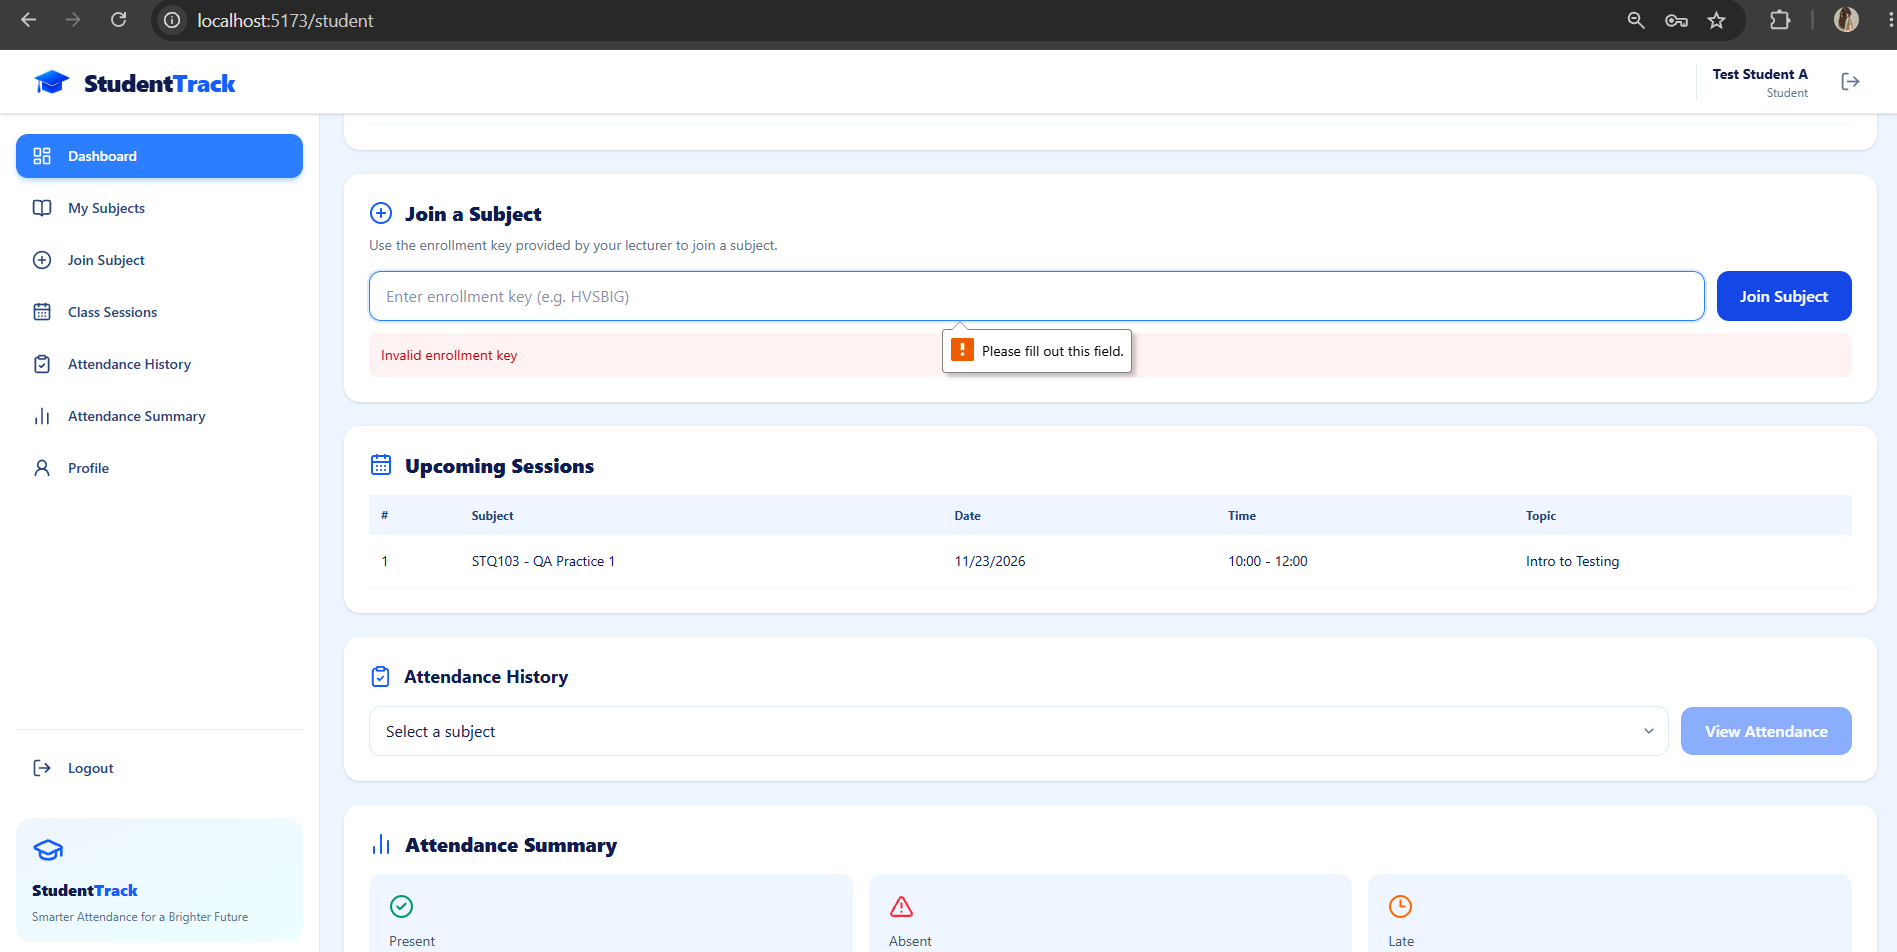 localhost:5173/student
StudentTrack
Test Student A
Student
Dashboard
My Subjects
Join Subject
Class Sessions
Attendance History
Attendance Summary
Profile
Logout
StudentTrack
Smarter Attendance for a Brighter Future
Join a Subject
Use the enrollment key provided by your lecturer to join a subject.
Enter enrollment key (e.g. HVSBIG)
Join Subject
Please fill out this field.
Invalid enrollment key
Upcoming Sessions
# Subject Date Time Topic
1 STQ103 - QA Practice 1 11/23/2026 10:00 - 12:00 Intro to Testing
Attendance History
Select a subject
View Attendance
Attendance Summary
Present
Absent
Late